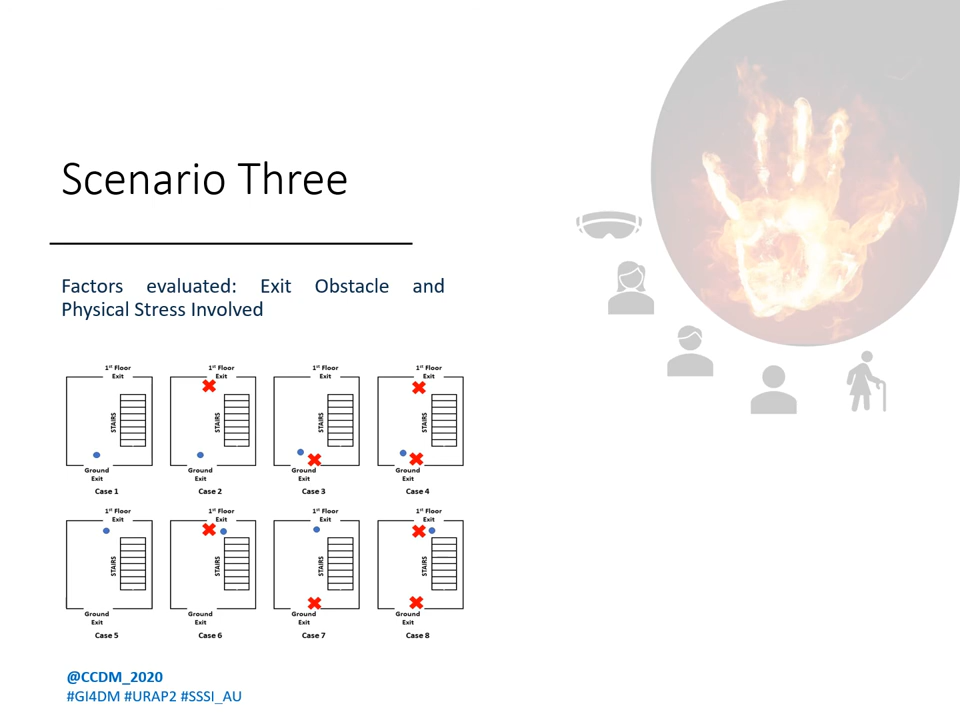 Scenario Three
Factors evaluated: Exit Obstacle and
Physical Stress Involved
1st Floor
Exit
STAIRS
Ground
Exit
Case 1
1st Floor
Exit
STAIRS
Ground
Exit
Case 2
1st Floor
Exit
STAIRS
Ground
Exit
Case 3
1st Floor
Exit
STAIRS
Ground
Exit
Case 4
1st Floor
Exit
STAIRS
Ground
Exit
Case 5
1st Floor
Exit
STAIRS
Ground
Exit
Case 6
1st Floor
Exit
STAIRS
Ground
Exit
Case 7
1st Floor
Exit
STAIRS
Ground
Exit
Case 8
@CCDM_2020
#GI4DM #URAP2 #SSSI_AU